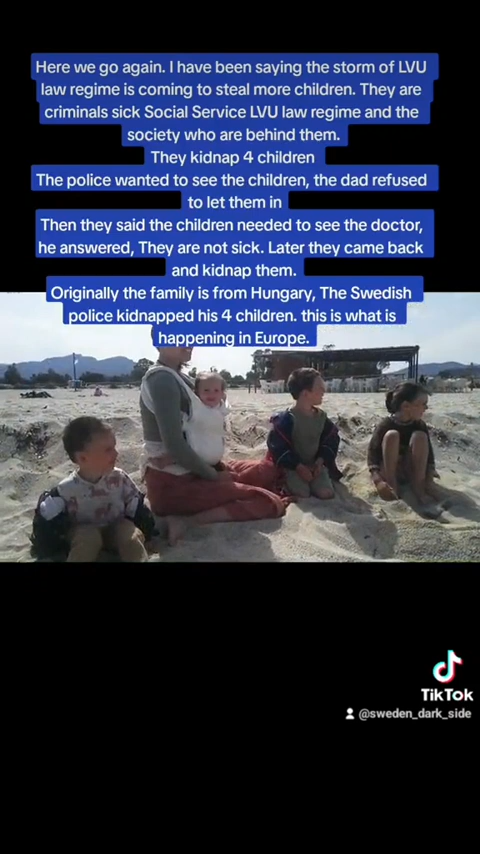 Here we go again. I have been saying the storm of LVU
law regime is coming to steal more children. They are
criminals sick Social Service LVU law regime and the
society who are behind them.
They kidnap 4 children
The police wanted to see the children, the dad refused
to let them in
Then they said the children needed to see the doctor,
he answered, They are not sick. Later they came back
and kidnap them.
Originally the family is from Hungary, The Swedish
police kidnapped his 4 children. this is what is
happening in Europe.
TikTok
@sweden_dark_side